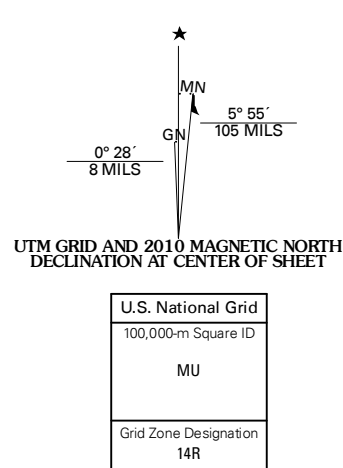 ★
MN
5° 55´
105 MILS
GN
0° 28´
8 MILS
UTM GRID AND 2010 MAGNETIC NORTH
DECLINATION AT CENTER OF SHEET
U.S. National Grid
100,000-m Square ID
MU
Grid Zone Designation
14R